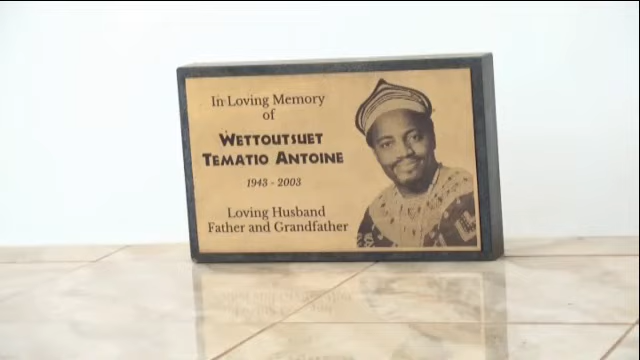 In Loving Memory
of
WETTOUTSUET
TEMATIO ANTOINE
1943 - 2003
Loving Husband
Father and Grandfather